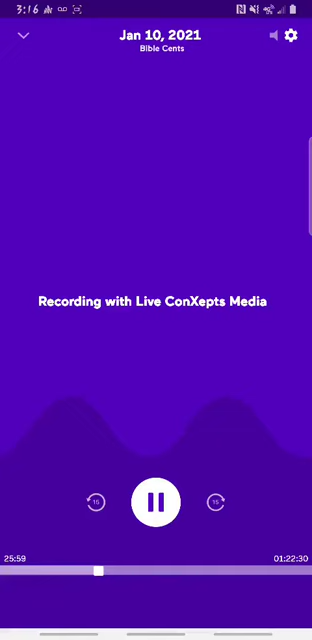 3:16
Jan 10, 2021
Bible Cents
Recording with Live ConXepts Media
15
15
25:59
01:22:30